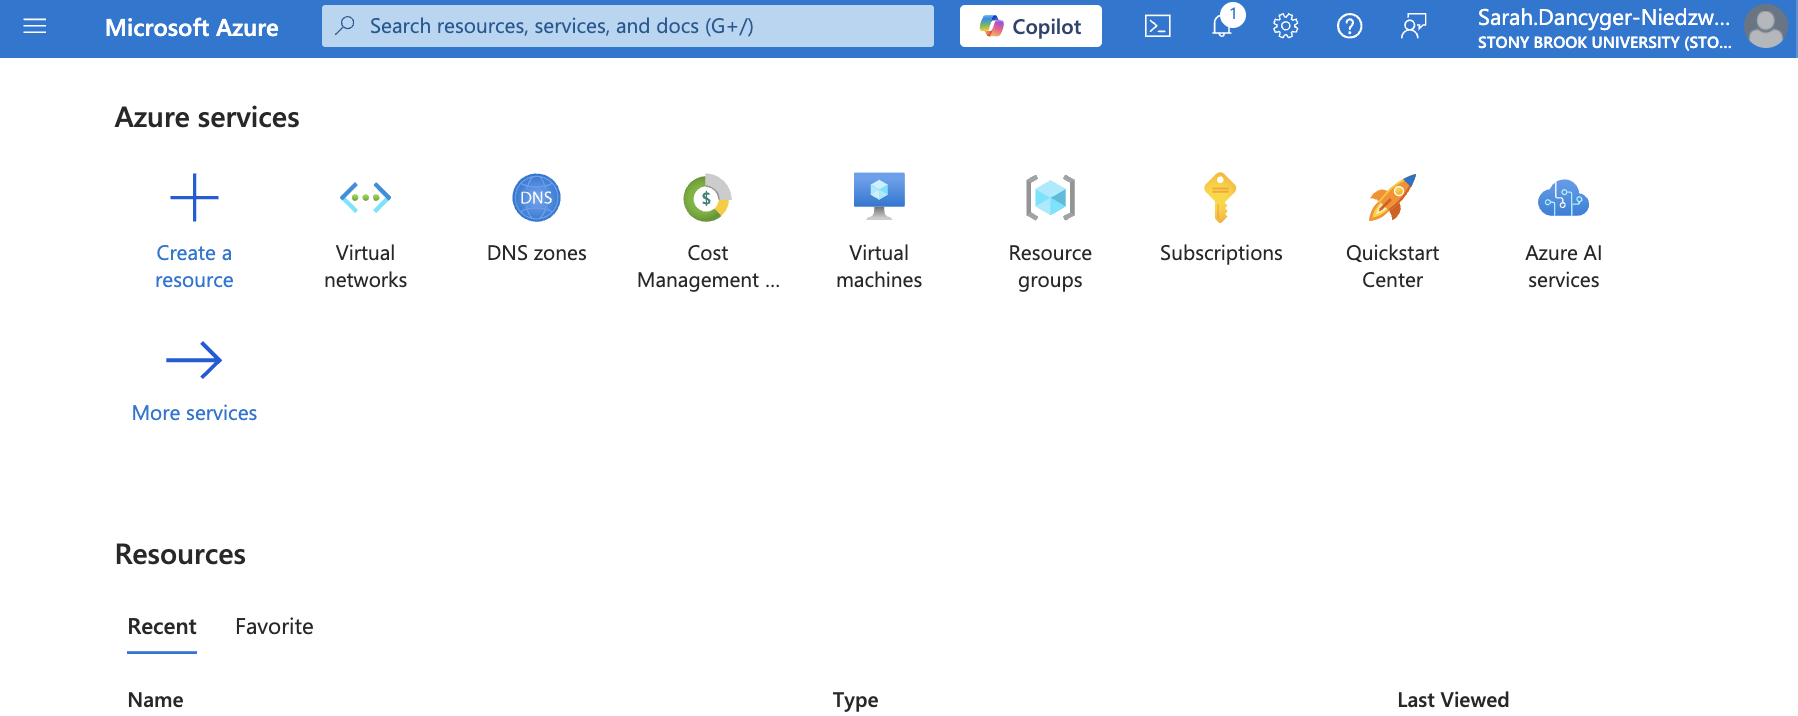 Microsoft Azure
Search resources, services, and docs (G+/)
Copilot
1
Sarah.Dancyger-Niedzw...
STONY BROOK UNIVERSITY (STO...
Azure services
Create a
resource
Virtual
networks
DNS
DNS zones
$
Cost
Management ...
Virtual
machines
Resource
groups
Subscriptions
Quickstart
Center
Azure AI
services
More services
Resources
Recent
Favorite
Name
Type
Last Viewed